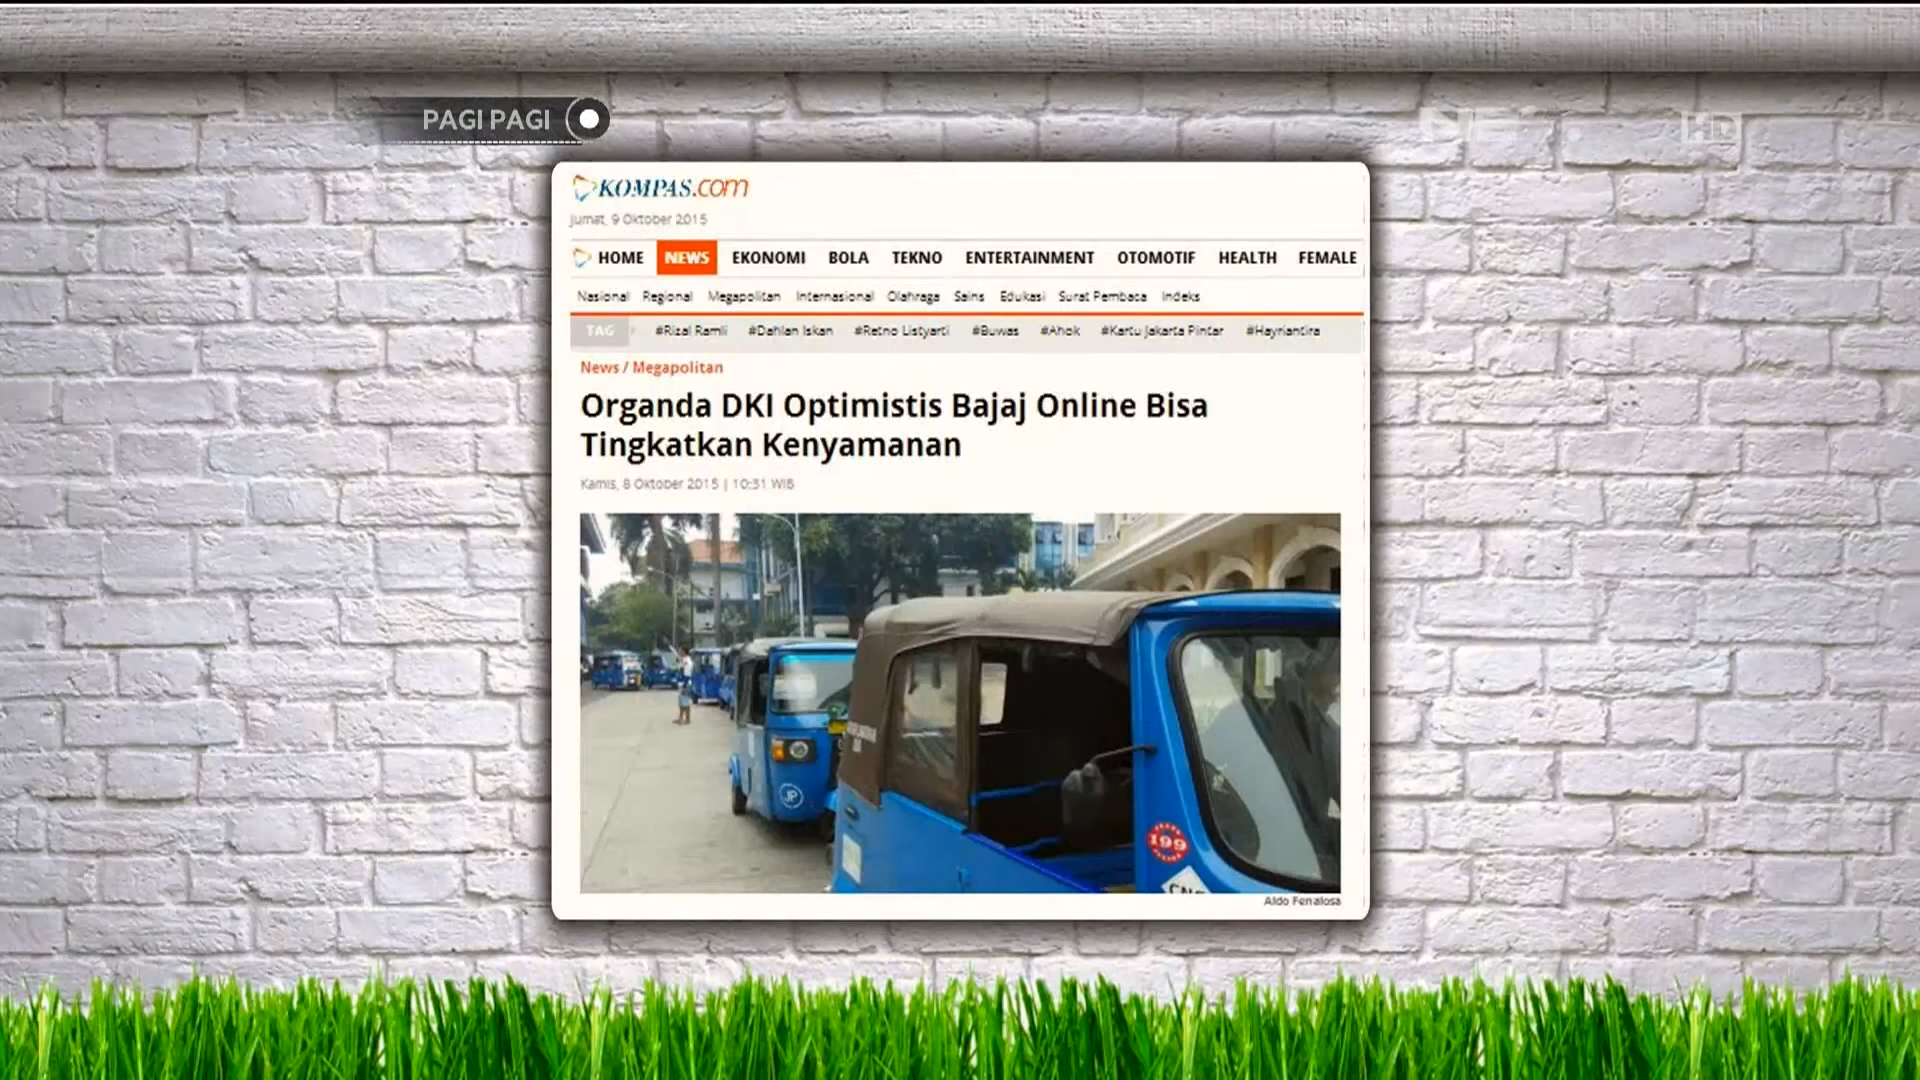 PAGI PAGI
NET
HD
KOMPAS.com
Jumat, 9 Oktober 2015
HOME NEWS EKONOMI BOLA TEKNO ENTERTAINMENT OTOMOTIF HEALTH FEMALE
Nasional Regional Megapolitan Internasional Olahraga Sains Edukasi Surat Pembaca Indeks
TAG #Rizal Ramli #Dahlan Iskan #Retno Listyarti #Buwas #Ahok #Kartu Jakarta Pintar #Hayriantira
News / Megapolitan
Organda DKI Optimistis Bajaj Online Bisa
Tingkatkan Kenyamanan
Kamis, 8 Oktober 2015 | 10:31 WIB
JP
199
Aldo Fenalosa